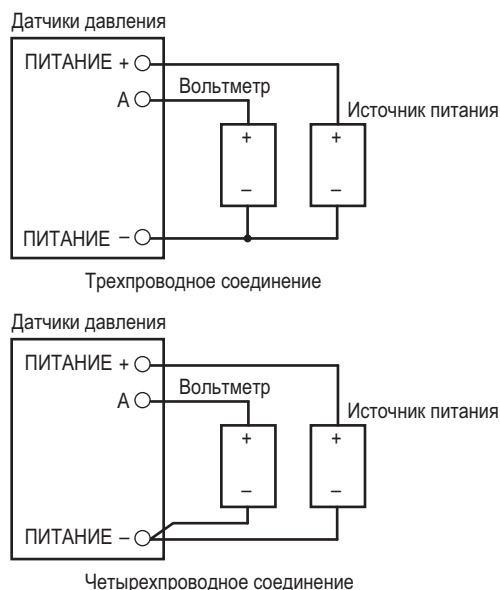 Датчики давления
ПИТАНИЕ +
Вольтметр
А
Источник питания
+
+
–
–
ПИТАНИЕ –
Трехпроводное соединение
Датчики давления
ПИТАНИЕ +
Вольтметр
А
Источник питания
+
+
–
–
ПИТАНИЕ –
Четырехпроводное соединение